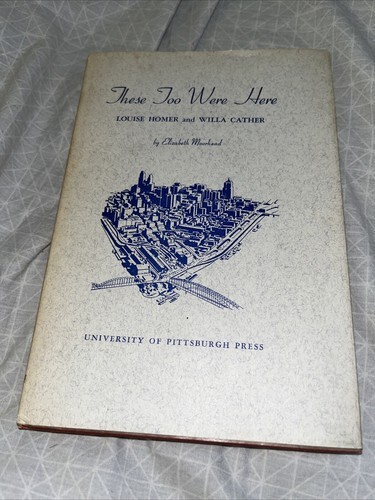 These Too Were Here
LOUISE HOMER and WILLA CATHER
by Elizabeth Moorhead
UNIVERSITY OF PITTSBURGH PRESS